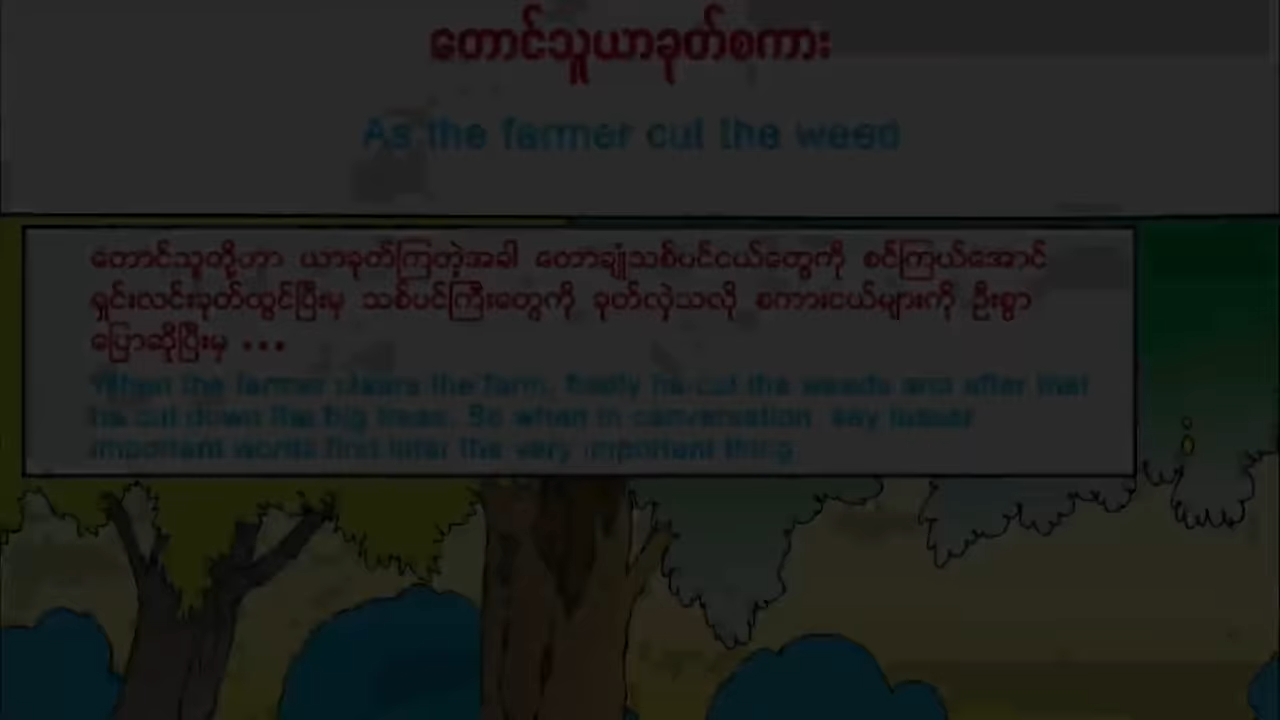 တောင်သူယာခုတ်စကား
As the farmer cut the weed
တောင်သူတို့ဟာ ယာခုတ်ကြတဲ့အခါ တောချုံသစ်ပင်ငယ်တွေကို စင်ကြယ်အောင်
ရှင်းလင်းခုတ်ထွင်ပြီးမှ သစ်ပင်ကြီးတွေကို ခုတ်လှဲသလို စကားငယ်များကို ဦးစွာ
ပြောဆိုပြီးမှ ...
When the farmer clears the farm, firstly he cut the weeds and after that
he cut down the big trees. So when in conversation say lesser
important words first later the very important thing